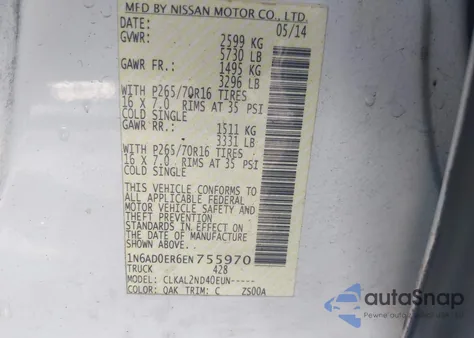 MFD BY NISSAN MOTOR CO., LTD.
05/14
GVWR: 2599 KG
5730 LB
GAWR FR.: 1495 KG
3296 LB
WITH P265/70R16 TIRES
16 X 7.0 RIMS AT 35 PSI
COLD SINGLE
GAWR RR.: 1511 KG
3331 LB
WITH P265/70R16 TIRES
16 X 7.0 RIMS AT 35 PSI
COLD SINGLE
THIS VEHICLE CONFORMS TO
ALL APPLICABLE FEDERAL
MOTOR VEHICLE SAFETY AND
THEFT PREVENTION
STANDARDS IN EFFECT ON
THE DATE OF MANUFACTURE
SHOWN ABOVE.
1N6AD0ER6EN755970
TRUCK 428
MODEL: CLKAL2ND40EUN-----
COLOR: QAK TRIM: C ZS00A
autoSnap